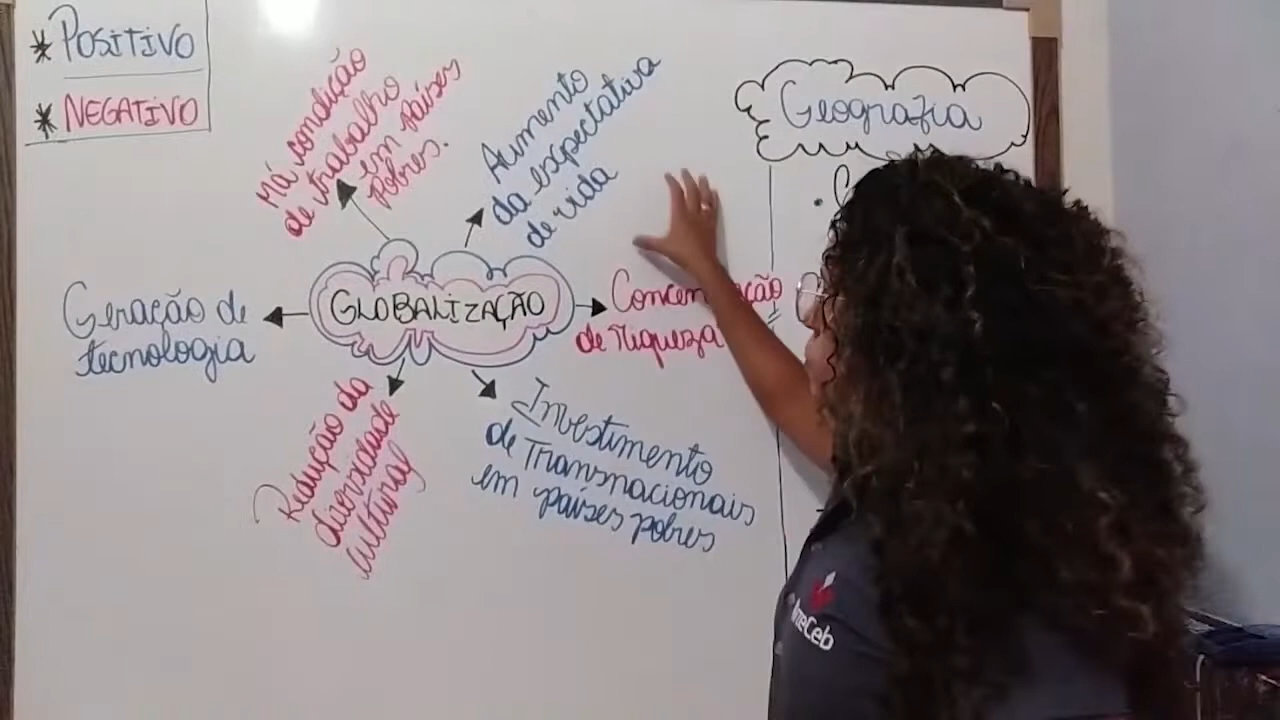 * POSITIVO
* NEGATIVO
Má condição
de trabalho
em países
pobres.
Aumento
da expectativa
de vida
Geografia
Geração de
tecnologia
GLOBALIZAÇÃO
Concentração
de riqueza
Redução da
diversidade
cultural
Investimento
de Transnacionais
em países pobres